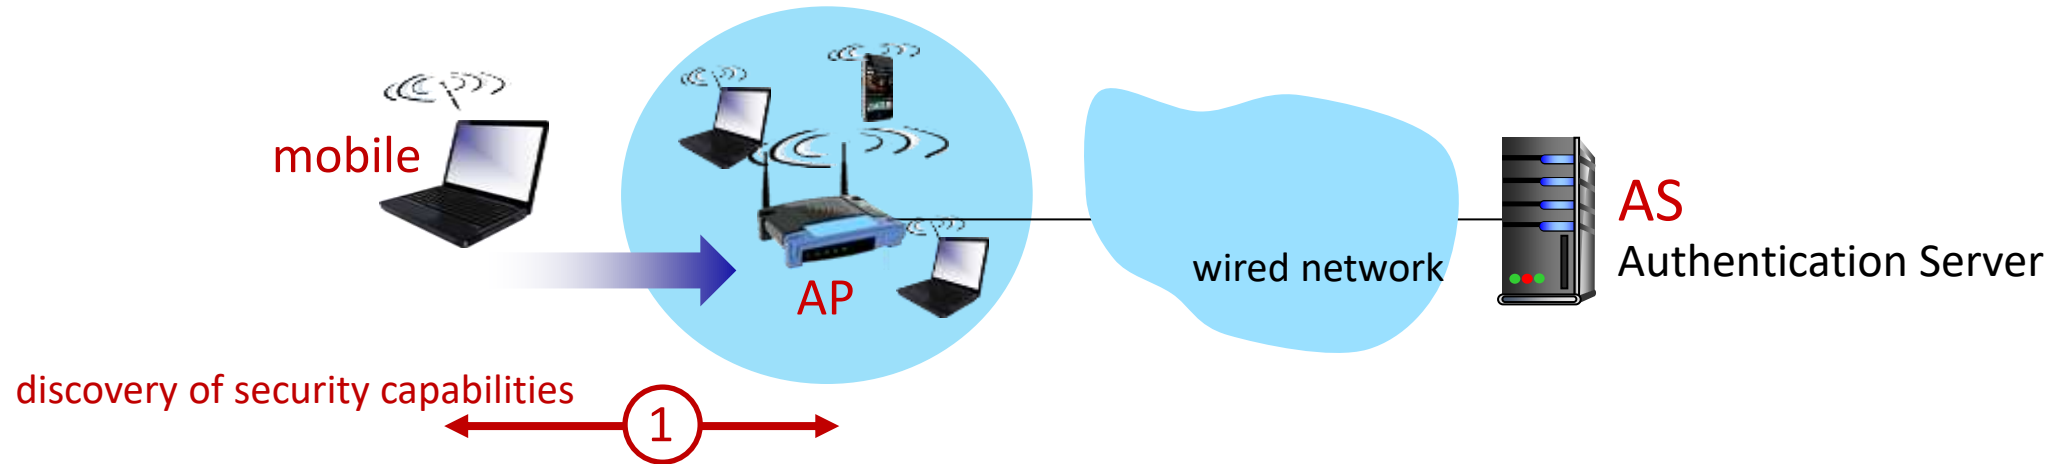 mobile
AP
wired network
AS
Authentication Server
discovery of security capabilities
1